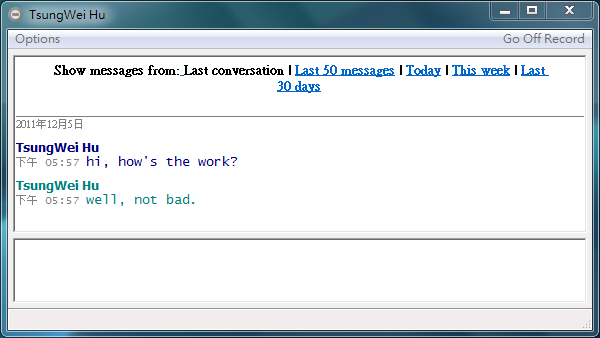 TsungWei Hu
Options Go Off Record
Show messages from: Last conversation | Last 50 messages | Today | This week | Last
30 days
2011年12月5日
TsungWei Hu
下午 05:57 hi, how's the work?
TsungWei Hu
下午 05:57 well, not bad.